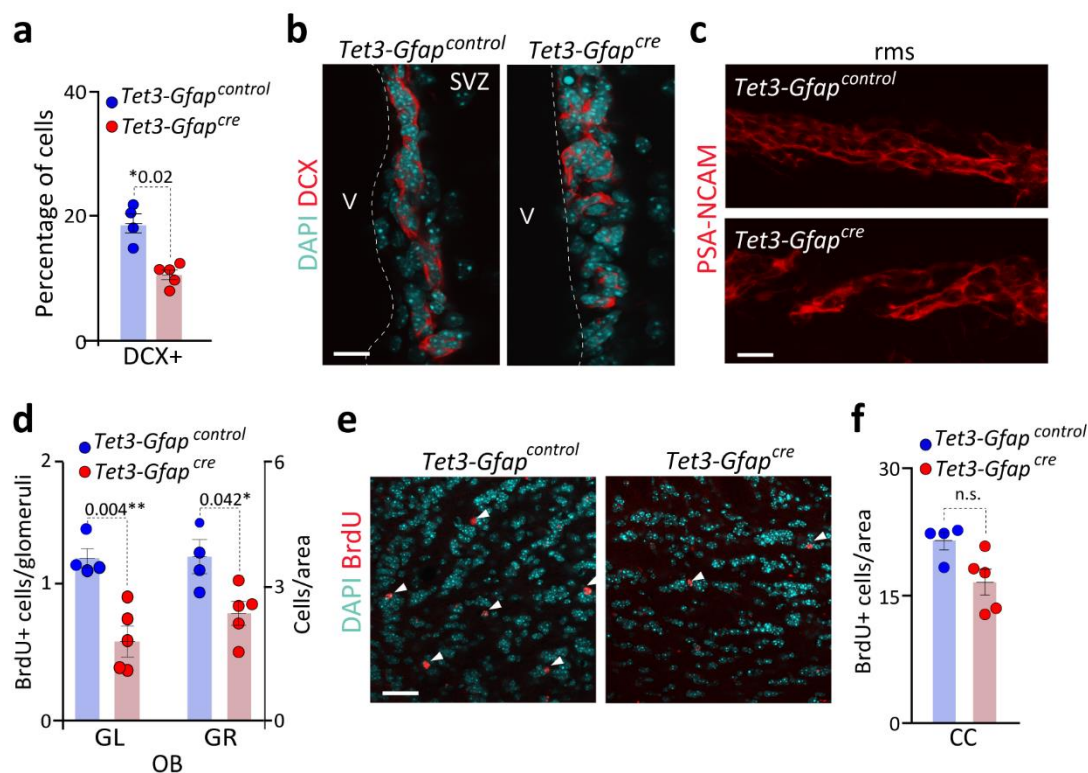 a
Tet3-Gfap control
Tet3-Gfap cre
Percentage of cells
40
20
0
*0.02
DCX+
b
Tet3-Gfap control
Tet3-Gfap cre
DAPI DCX
SVZ
V
V
c
rms
PSA-NCAM
Tet3-Gfap control
Tet3-Gfap cre
d
Tet3-Gfap control
Tet3-Gfap cre
BrdU+ cells/glomeruli
2
1
0
0.004**
0.042*
6
3
0
Cells/area
GL
GR
OB
e
Tet3-Gfap control
Tet3-Gfap cre
DAPI BrdU
f
Tet3-Gfap control
Tet3-Gfap cre
BrdU+ cells/area
30
15
0
n.s.
CC